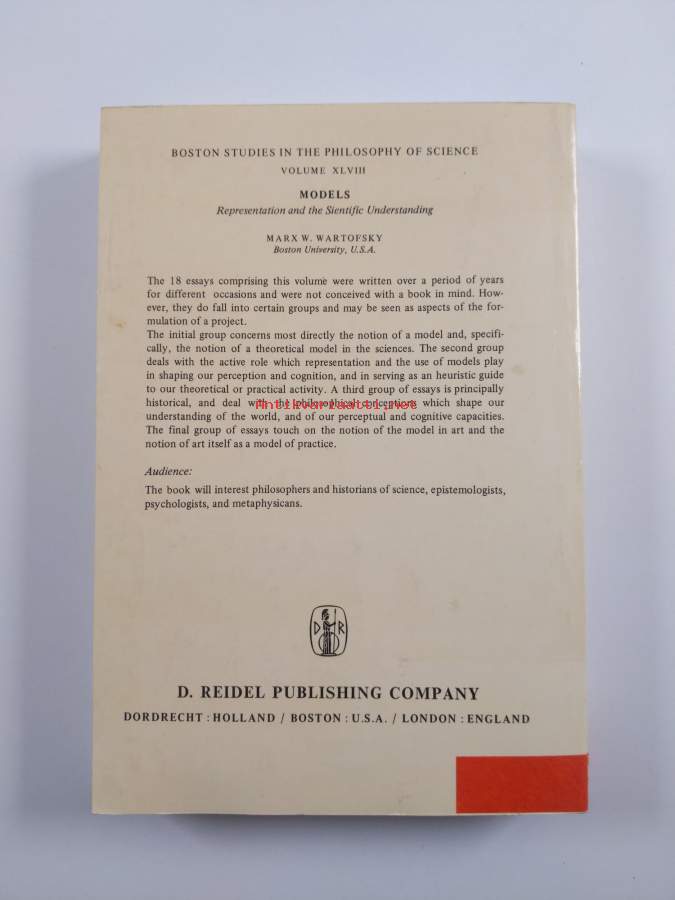 BOSTON STUDIES IN THE PHILOSOPHY OF SCIENCE
VOLUME XLVIII
MODELS
Representation and the Sientific Understanding
MARX W. WARTOFSKY
Boston University, U.S.A.
The 18 essays comprising this volume were written over a period of years
for different occasions and were not conceived with a book in mind. How-
ever, they do fall into certain groups and may be seen as aspects of the for-
mulation of a project.
The initial group concerns most directly the notion of a model and, specifi-
cally, the notion of a theoretical model in the sciences. The second group
deals with the active role which representation and the use of models play
in shaping our perception and cognition, and in serving as an heuristic guide
to our theoretical or practical activity. A third group of essays is principally
historical, and deal with the philosophical conceptions which shape our
Antikvariaatti.net
understanding of the world, and of our perceptual and cognitive capacities.
The final group of essays touch on the notion of the model in art and the
notion of art itself as a model of practice.
Audience:
The book will interest philosophers and historians of science, epistemologists,
psychologists, and metaphysicans.
D R
D. REIDEL PUBLISHING COMPANY
DORDRECHT : HOLLAND / BOSTON : U.S.A. / LONDON : ENGLAND